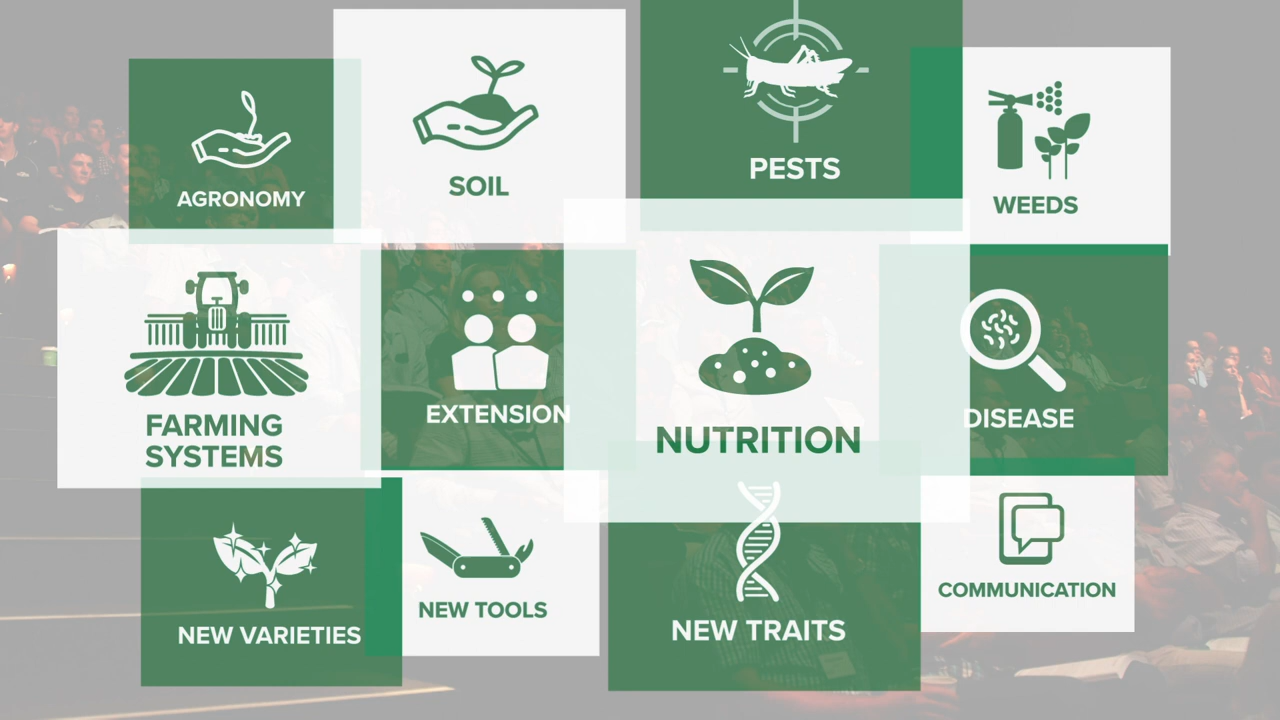 AGRONOMY
SOIL
PESTS
WEEDS
FARMING
SYSTEMS
EXTENSION
NUTRITION
DISEASE
NEW VARIETIES
NEW TOOLS
NEW TRAITS
COMMUNICATION